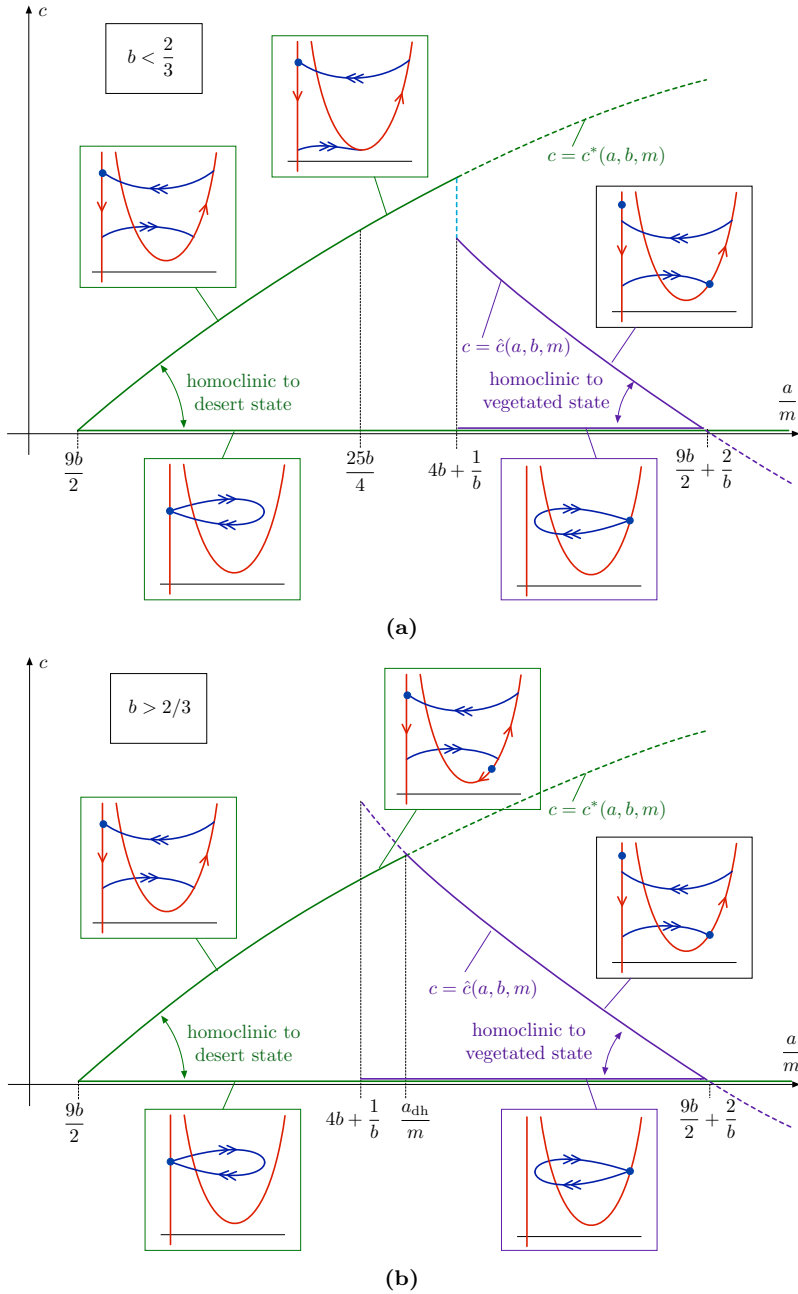 c
b < 2/3
c = c*(a, b, m)
c = ĉ(a, b, m)
homoclinic to
desert state
homoclinic to
vegetated state
a/m
9b/2
25b/4
4b + 1/b
9b/2 + 2/b
(a)
c
b > 2/3
c = c*(a, b, m)
c = ĉ(a, b, m)
homoclinic to
desert state
homoclinic to
vegetated state
a/m
9b/2
4b + 1/b
a_dh/m
9b/2 + 2/b
(b)